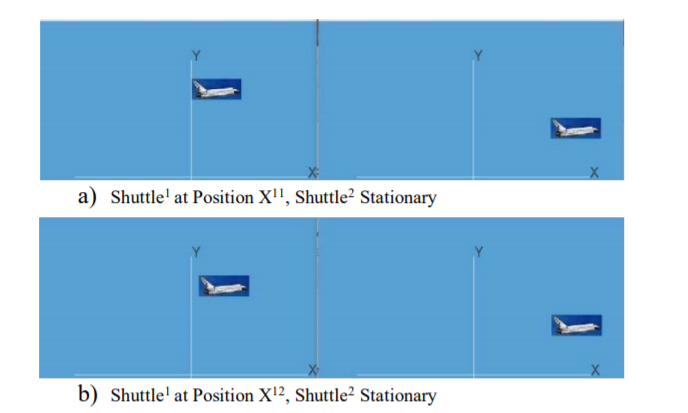 Y Y
X X
a) Shuttle¹ at Position X¹¹, Shuttle² Stationary
Y Y
X X
b) Shuttle¹ at Position X¹², Shuttle² Stationary